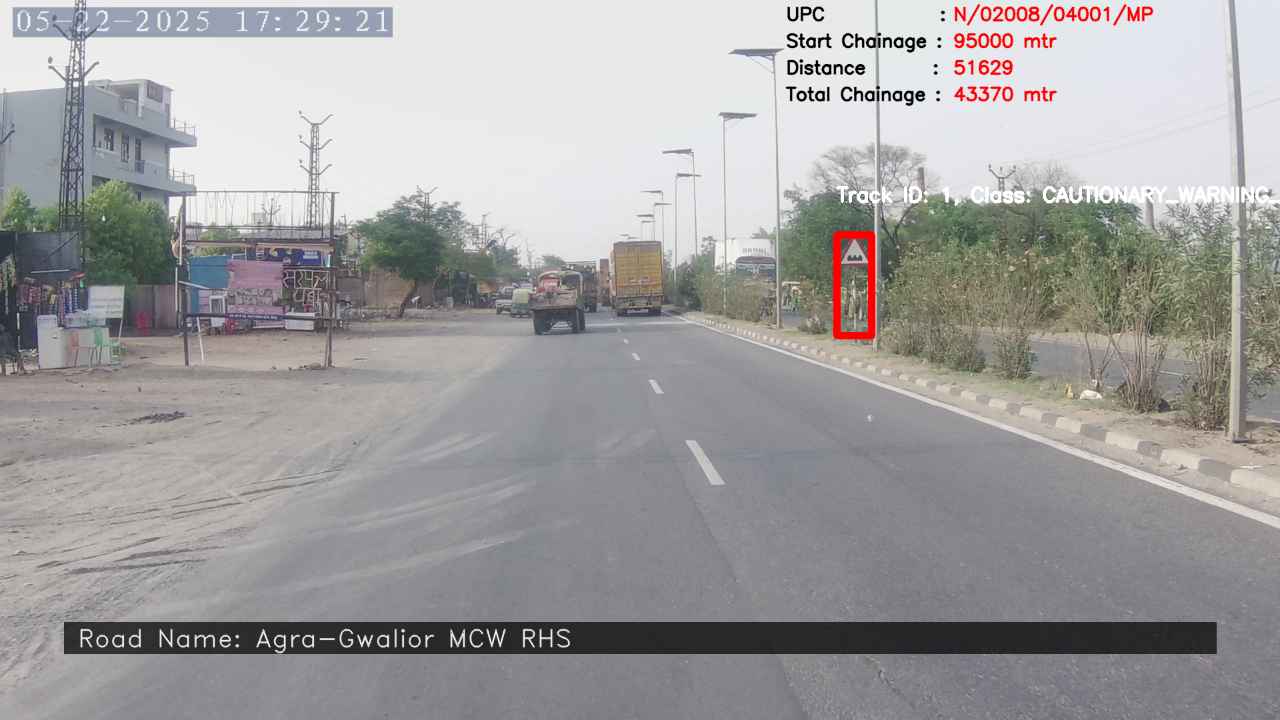 05-22-2025 17:29:21
UPC : N/02008/04001/MP
Start Chainage : 95000 mtr
Distance : 51629
Total Chainage : 43370 mtr
Track ID: 1, Class: CAUTIONARY_WARNING_
Road Name: Agra-Gwalior MCW RHS